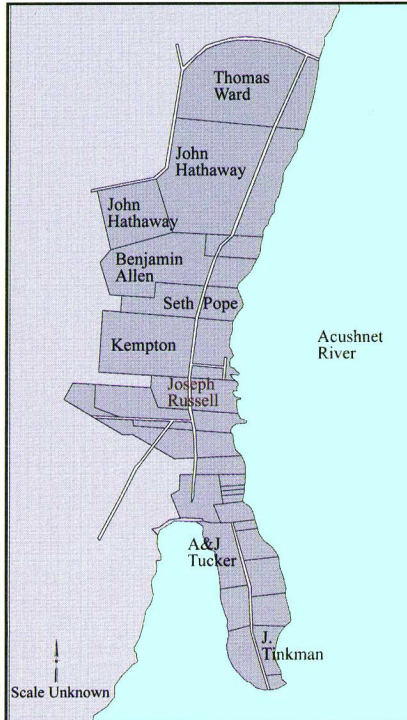 Thomas
Ward
John
Hathaway
John
Hathaway
Benjamin
Allen
Seth Pope
Kempton
Acushnet
River
Joseph
Russell
A&J
Tucker
J.
Tinkman
Scale Unknown